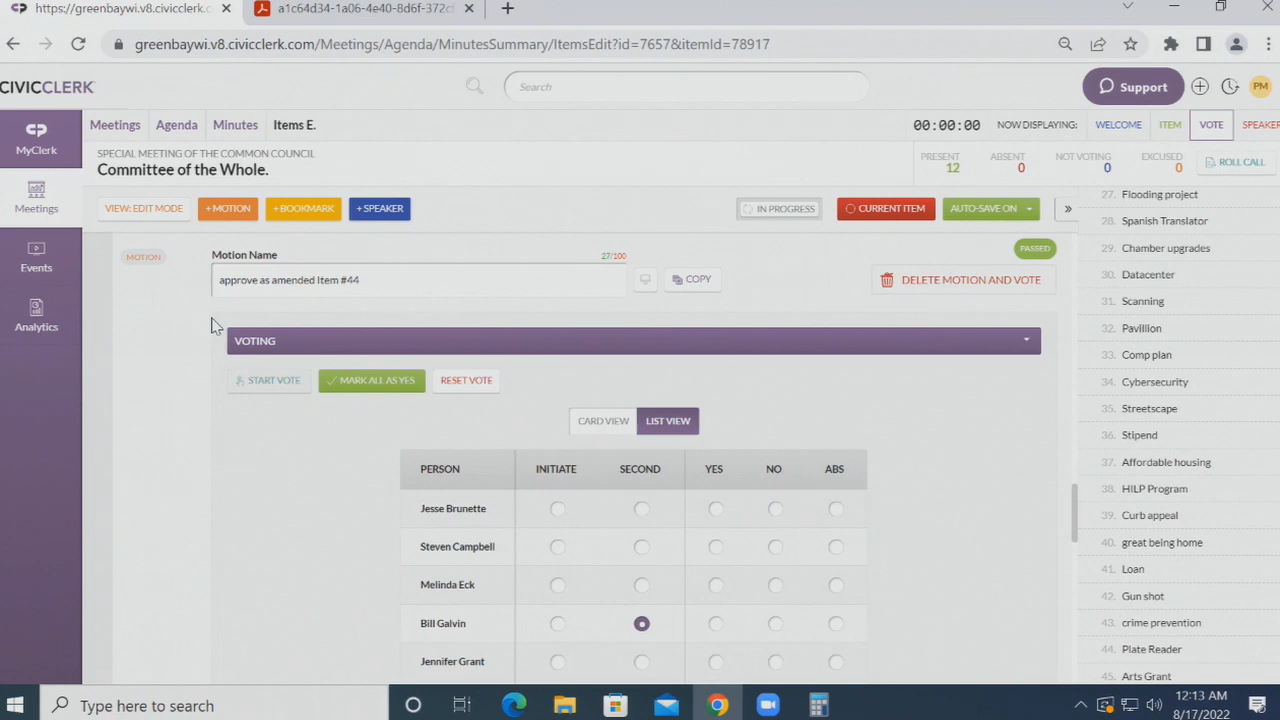 https://greenbaywi.v8.civicclerk.c
a1c64d34-1a06-4e40-8d6f-372c
greenbaywi.v8.civicclerk.com/Meetings/Agenda/MinutesSummary/ItemsEdit?id=7657&itemId=78917
CIVICCLERK
Search
Support
PM
MyClerk
Meetings
Events
Analytics
Meetings Agenda Minutes Items E.
00:00:00 NOW DISPLAYING: WELCOME ITEM VOTE SPEAKER
SPECIAL MEETING OF THE COMMON COUNCIL
Committee of the Whole.
PRESENT 12
ABSENT 0
NOT VOTING 0
EXCUSED 0
ROLL CALL
VIEW: EDIT MODE
+ MOTION
+ BOOKMARK
+ SPEAKER
IN PROGRESS
CURRENT ITEM
AUTO-SAVE ON
»
MOTION
Motion Name
27/100
PASSED
approve as amended Item #44
COPY
DELETE MOTION AND VOTE
VOTING
START VOTE
MARK ALL AS YES
RESET VOTE
CARD VIEW
LIST VIEW
PERSON INITIATE SECOND YES NO ABS
Jesse Brunette
Steven Campbell
Melinda Eck
Bill Galvin
Jennifer Grant
27. Flooding project
28. Spanish Translator
29. Chamber upgrades
30. Datacenter
31. Scanning
32. Pavillion
33. Comp plan
34. Cybersecurity
35. Streetscape
36. Stipend
37. Affordable housing
38. HILP Program
39. Curb appeal
40. great being home
41. Loan
42. Gun shot
43. crime prevention
44. Plate Reader
45. Arts Grant
Type here to search
12:13 AM
8/17/2022